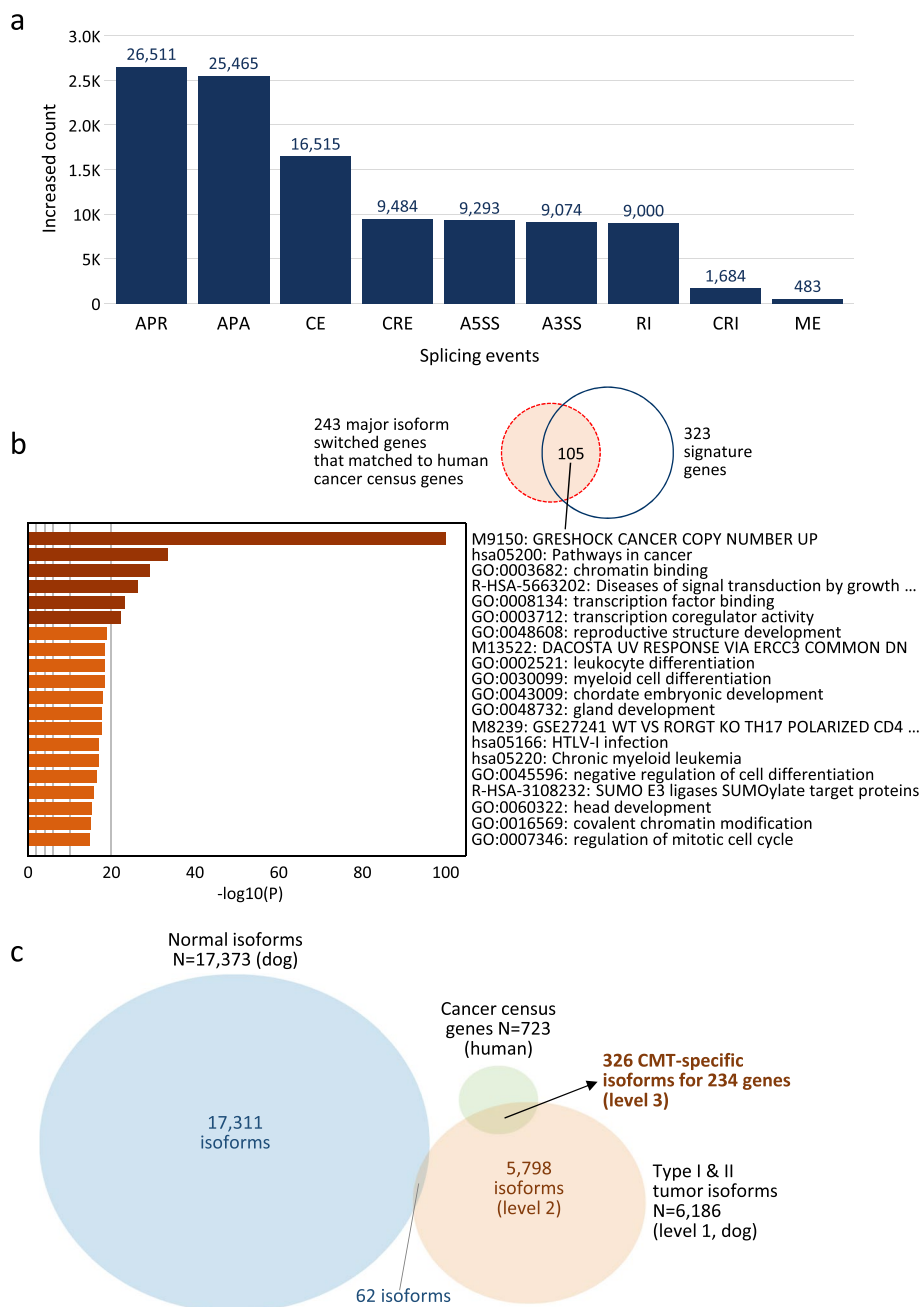 a
3.0K
2.5K
2.0K
1.5K
10K
5K
0
Increased count
26,511
25,465
16,515
9,484
9,293
9,074
9,000
1,684
483
APR
APA
CE
CRE
A5SS
A3SS
RI
CRI
ME
Splicing events
b
243 major isoform
switched genes
that matched to human
cancer census genes
105
323
signature
genes
M9150: GRESHOCK CANCER COPY NUMBER UP
hsa05200: Pathways in cancer
GO:0003682: chromatin binding
R-HSA-5663202: Diseases of signal transduction by growth ...
GO:0008134: transcription factor binding
GO:0003712: transcription coregulator activity
GO:0048608: reproductive structure development
M13522: DACOSTA UV RESPONSE VIA ERCC3 COMMON DN
GO:0002521: leukocyte differentiation
GO:0030099: myeloid cell differentiation
GO:0043009: chordate embryonic development
GO:0048732: gland development
M8239: GSE27241 WT VS RORGT KO TH17 POLARIZED CD4 ...
hsa05166: HTLV-I infection
hsa05220: Chronic myeloid leukemia
GO:0045596: negative regulation of cell differentiation
R-HSA-3108232: SUMO E3 ligases SUMOylate target proteins
GO:0060322: head development
GO:0016569: covalent chromatin modification
GO:0007346: regulation of mitotic cell cycle
0
20
40
60
80
100
-log10(P)
c
Normal isoforms
N=17,373 (dog)
Cancer census
genes N=723
(human)
326 CMT-specific
isoforms for 234 genes
(level 3)
17,311
isoforms
5,798
isoforms
(level 2)
Type I & II
tumor isoforms
N=6,186
(level 1, dog)
62 isoforms